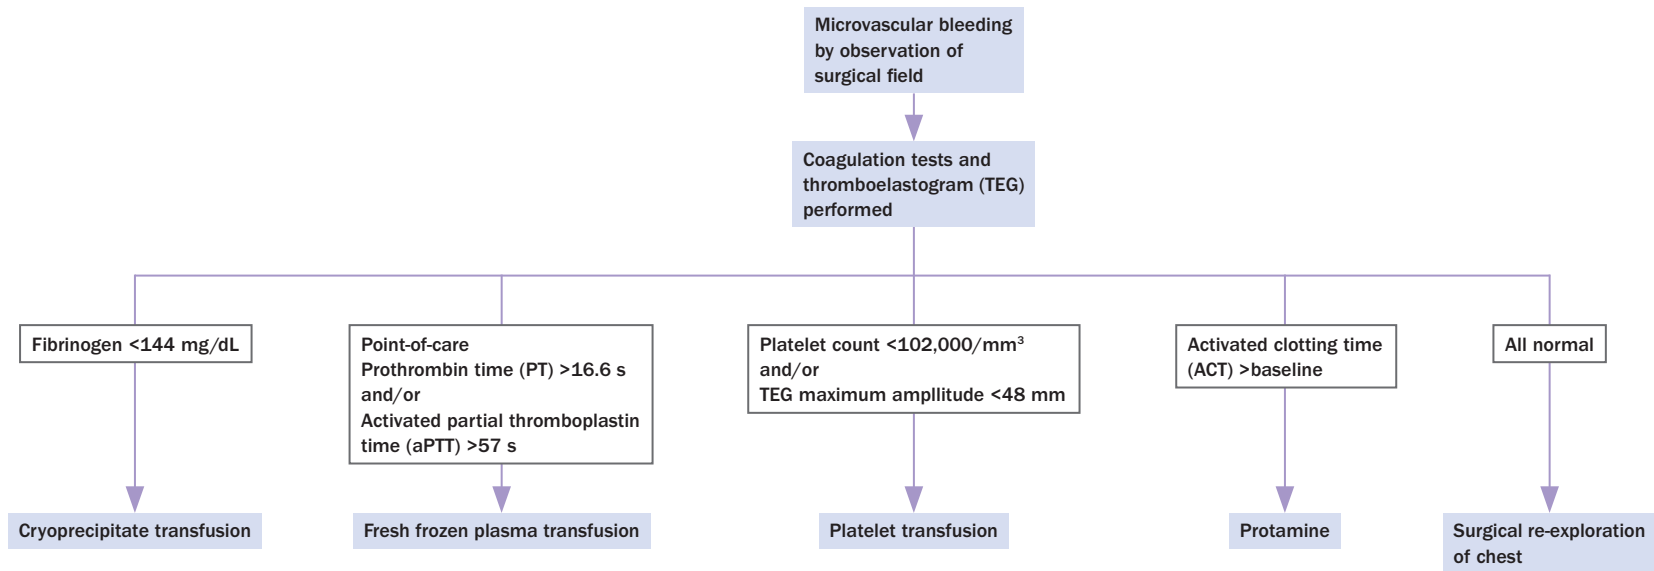 Microvascular bleeding
by observation of
surgical field
Coagulation tests and
thromboelastogram (TEG)
performed
Fibrinogen <144 mg/dL
Point-of-care
Prothrombin time (PT) >16.6 s
and/or
Activated partial thromboplastin
time (aPTT) >57 s
Platelet count <102,000/mm³
and/or
TEG maximum ampllitude <48 mm
Activated clotting time
(ACT) >baseline
All normal
Cryoprecipitate transfusion
Fresh frozen plasma transfusion
Platelet transfusion
Protamine
Surgical re-exploration
of chest